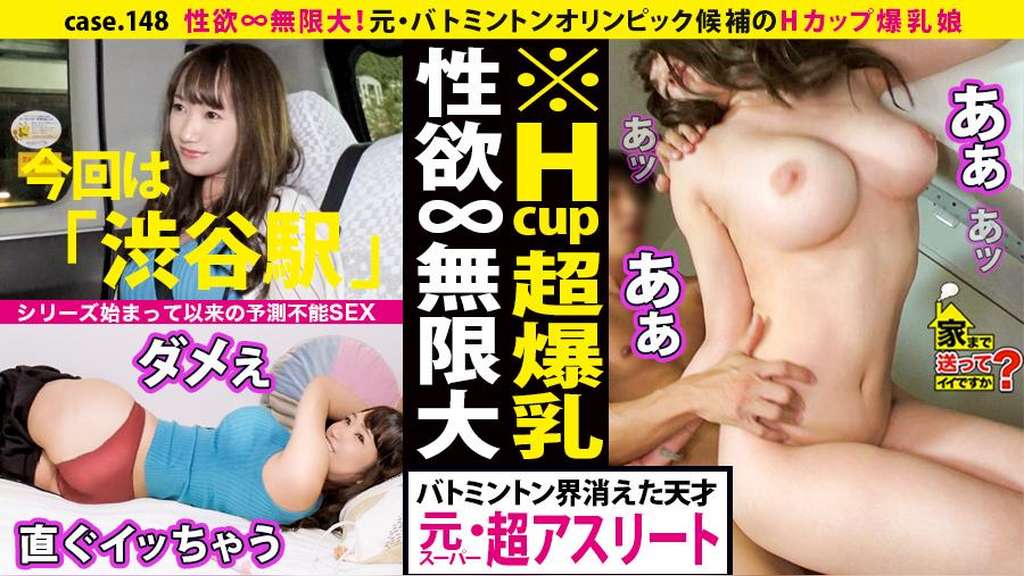 case.148 性欲∞無限大!元・バトミントンオリンピック候補のHカップ爆乳娘
今回は
「渋谷駅」
シリーズ始まって以来の予測不能SEX
ダメぇ
直ぐイッちゃう
※Hcup超爆乳
性欲∞無限大
バトミントン界消えた天才
元・超アスリート
スーパー
あぁ
あッ
あッ
あぁ
家まで
送って
イイですか?